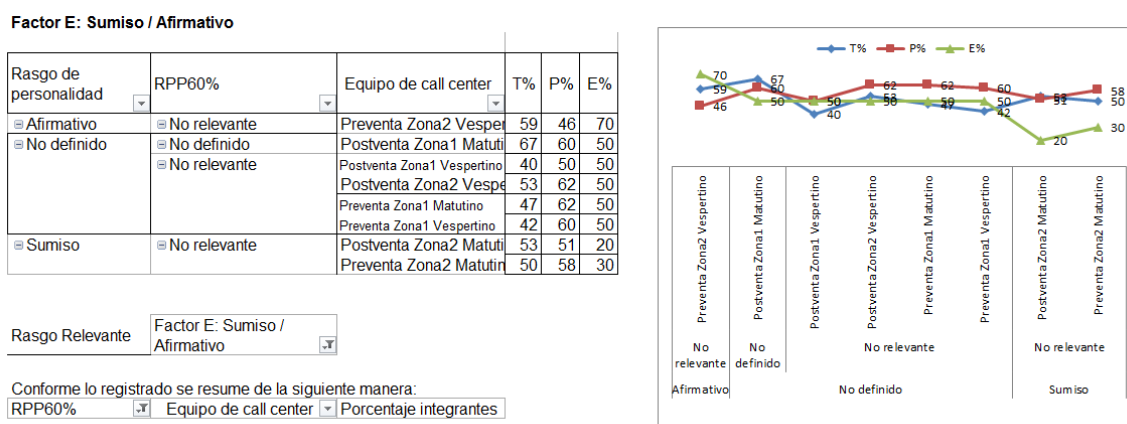 Factor E: Sumiso / Afirmativo
Rasgo de personalidad RPP60% Equipo de call center T% P% E%
Afirmativo No relevante Preventa Zona2 Vesper 59 46 70
No definido No definido Postventa Zona1 Matuti 67 60 50
No relevante Postventa Zona1 Vespertino 40 50 50
Postventa Zona2 Vespe 53 62 50
Preventa Zona1 Matutino 47 62 50
Preventa Zona1 Vespertino 42 60 50
Sumiso No relevante Postventa Zona2 Matuti 53 51 20
Preventa Zona2 Matutin 50 58 30
Rasgo Relevante Factor E: Sumiso / Afirmativo
Conforme lo registrado se resume de la siguiente manera:
RPP60% Equipo de call center Porcentaje integrantes
T% P% E%
70 67 62 62 60 58
59 60 50 50 53 50 50 53 50
46 50 40 42 51 30
20
Preventa Zona2 Vespertino
Postventa Zona1 Matutino
Postventa Zona1 Vespertino
Postventa Zona2 Vespertino
Preventa Zona1 Matutino
Preventa Zona1 Vespertino
Postventa Zona2 Matutino
Preventa Zona2 Matutino
No relevante
No definido
No relevante
No relevante
Afirmativo
No definido
Sumiso